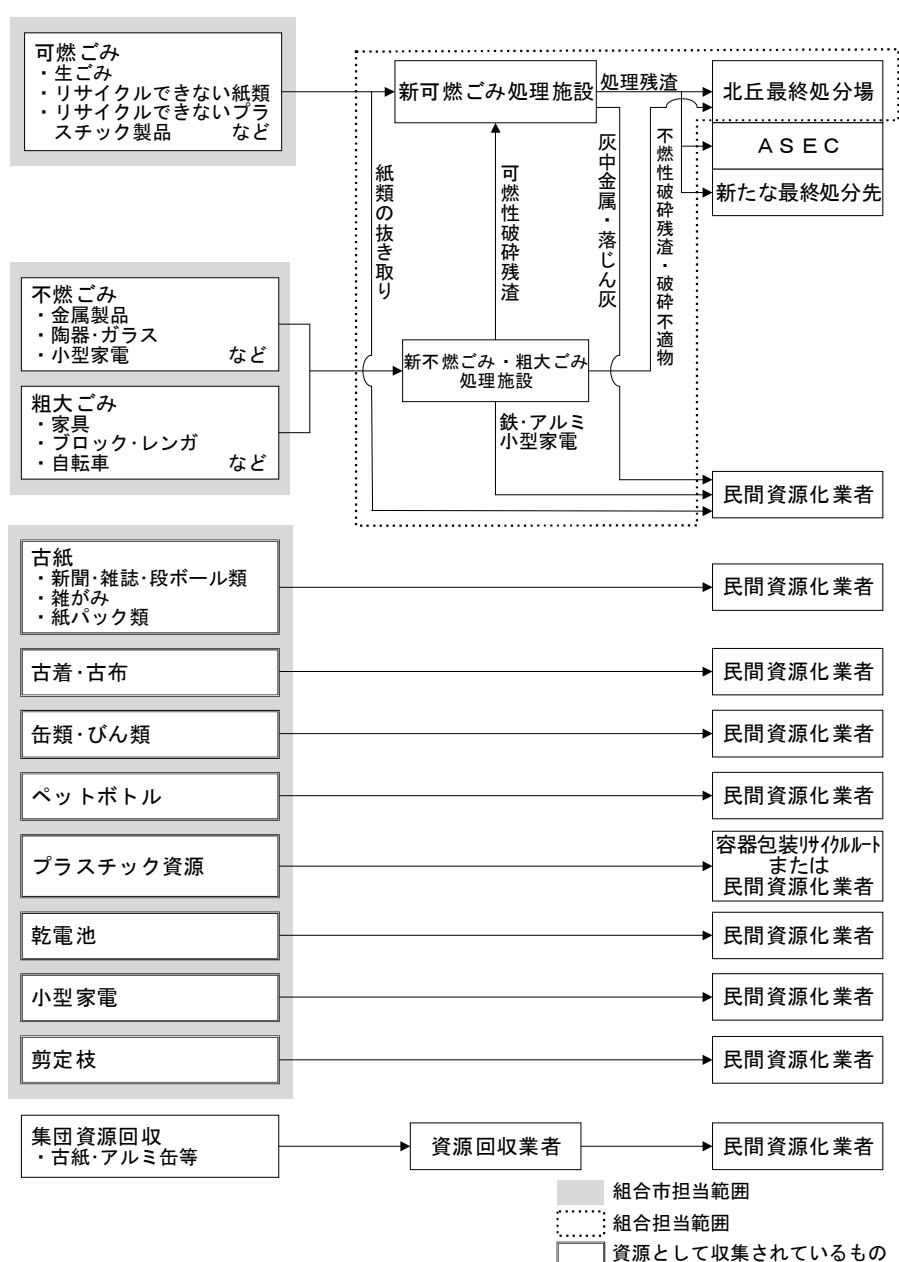 可燃ごみ
・生ごみ
・リサイクルできない紙類
・リサイクルできないプラ
スチック製品 など
新可燃ごみ処理施設
処理残渣
北丘最終処分場
ASEC
新たな最終処分先
紙類の抜き取り
可燃性破砕残渣
灰中金属・落じん灰
不燃性破砕残渣・破砕不適物
不燃ごみ
・金属製品
・陶器・ガラス
・小型家電 など
粗大ごみ
・家具
・ブロック・レンガ
・自転車 など
新不燃ごみ・粗大ごみ
処理施設
鉄・アルミ
小型家電
民間資源化業者
古紙
・新聞・雑誌・段ボール類
・雑がみ
・紙パック類
民間資源化業者
古着・古布
民間資源化業者
缶類・びん類
民間資源化業者
ペットボトル
民間資源化業者
プラスチック資源
容器包装リサイクルルート
または
民間資源化業者
乾電池
民間資源化業者
小型家電
民間資源化業者
剪定枝
民間資源化業者
集団資源回収
・古紙・アルミ缶等
資源回収業者
民間資源化業者
組合市担当範囲
組合担当範囲
資源として収集されているもの